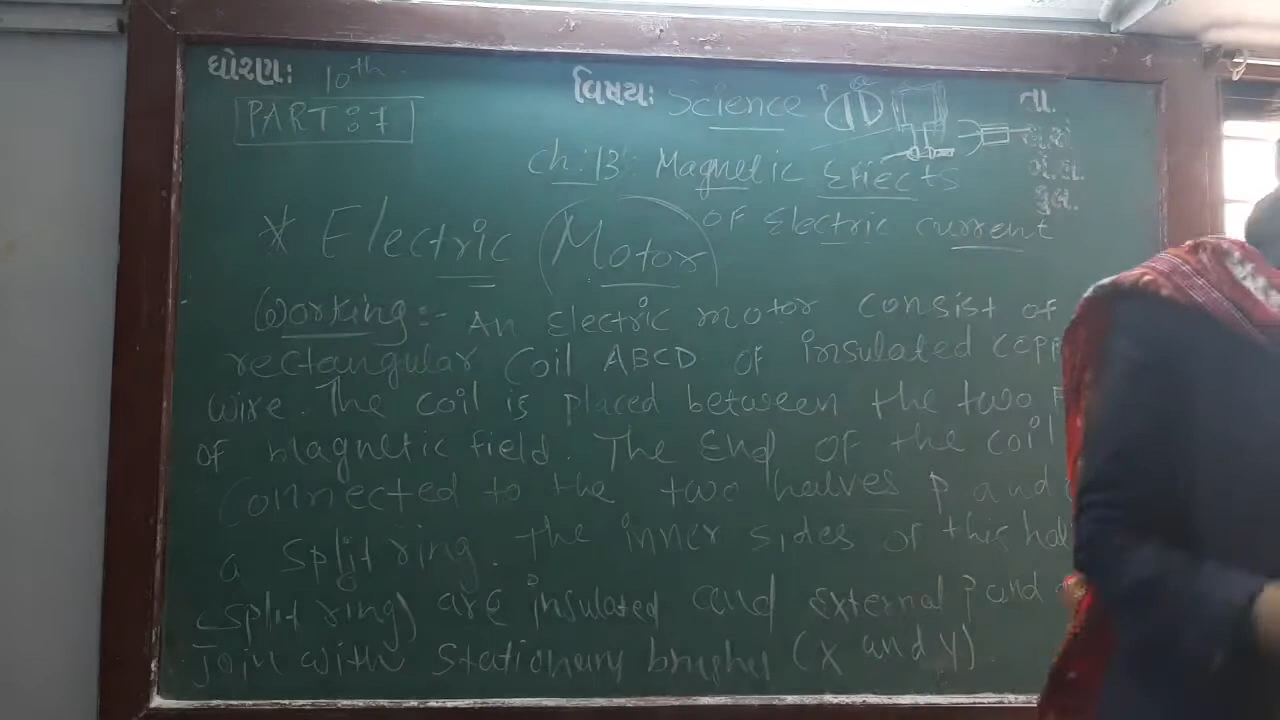 ધોરણ: 10th વિષય: Science તા.
PART:7
ch:13 Magnetic Effects
* Electric Motor OF Electric current
Working:- An Electric motor consist of
rectangular Coil ABCD OF insulated
wire. The coil is placed between the two
OF Magnetic field. The End OF the coil
Connected to the two halves P and
a Split ring. The inner sides of this
(split ring) are insulated and external P and
Join with Stationary brushes (X and Y)